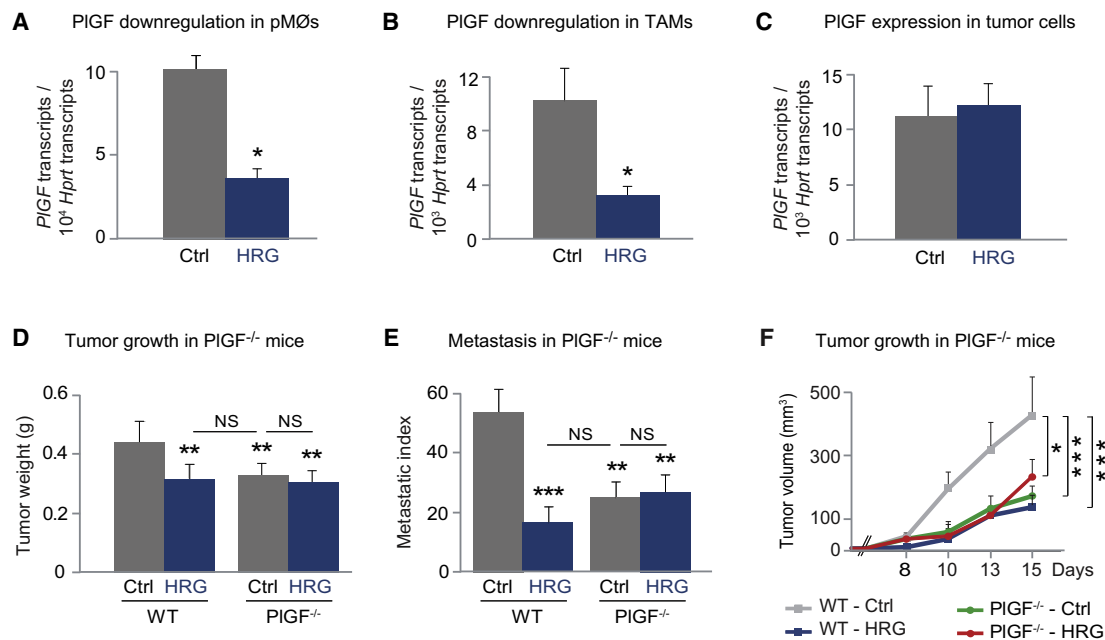 A PlGF downregulation in pMØs
PlGF transcripts /
10⁴ Hprt transcripts
10
5
0
*
Ctrl HRG
B PlGF downregulation in TAMs
PlGF transcripts /
10³ Hprt transcripts
12
8
4
0
*
Ctrl HRG
C PlGF expression in tumor cells
PlGF transcripts /
10³ Hprt transcripts
15
10
5
0
Ctrl HRG
D Tumor growth in PlGF⁻/⁻ mice
Tumor weight (g)
0.6
0.4
0.2
0
NS NS
** ** **
Ctrl HRG Ctrl HRG
WT PlGF⁻/⁻
E Metastasis in PlGF⁻/⁻ mice
Metastatic index
60
40
20
0
NS NS
*** ** **
Ctrl HRG Ctrl HRG
WT PlGF⁻/⁻
F Tumor growth in PlGF⁻/⁻ mice
Tumor volume (mm³)
500
300
100
0
* *** ***
8 10 13 15 Days
WT - Ctrl PlGF⁻/⁻ - Ctrl
WT - HRG PlGF⁻/⁻ - HRG